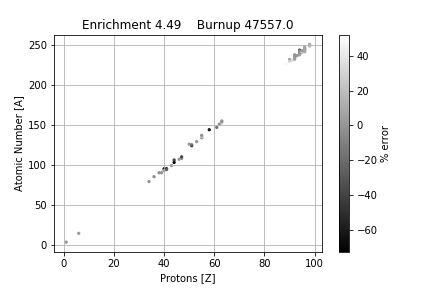 Enrichment 4.49    Burnup 47557.0
250
200
150
100
50
0
Atomic Number [A]
0 20 40 60 80 100
Protons [Z]
40
20
0
−20
−40
−60
% error